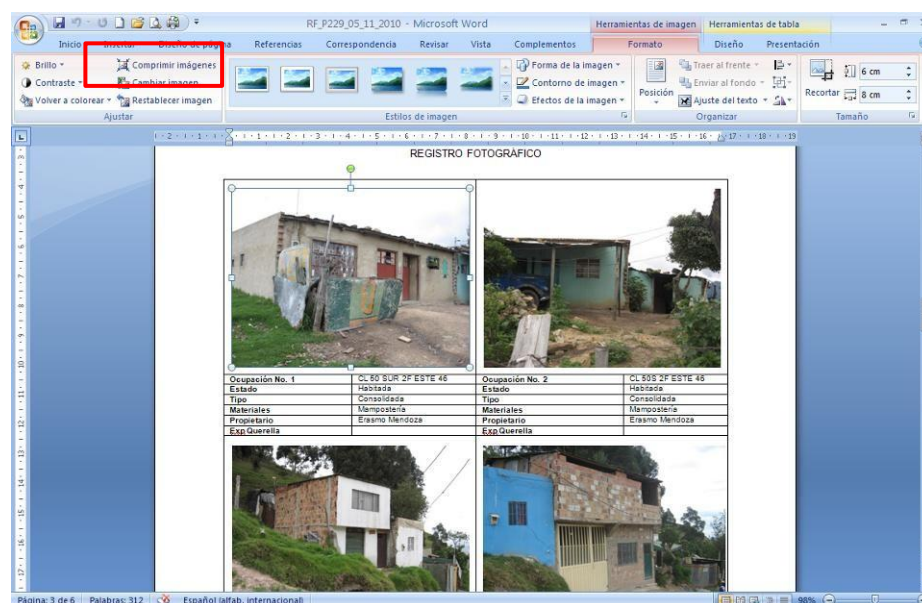 RF_P229_05_11_2010 - Microsoft Word
Herramientas de imagen
Herramientas de tabla
Inicio Insertar Diseño de página Referencias Correspondencia Revisar Vista Complementos Formato Diseño Presentación
Brillo
Contraste
Volver a colorear
Comprimir imágenes
Cambiar imagen
Restablecer imagen
Ajustar
Estilos de imagen
Forma de la imagen
Contorno de imagen
Efectos de la imagen
Posición
Traer al frente
Enviar al fondo
Ajuste del texto
Organizar
Recortar
6 cm
8 cm
Tamaño
REGISTRO FOTOGRÁFICO
Ocupación No. 1 CL 50 SUR 2F ESTE 46 Ocupación No. 2 CL 50S 2F ESTE 46
Estado Habitada Estado Habitada
Tipo Consolidada Tipo Consolidada
Materiales Mampostería Materiales Mampostería
Propietario Erasmo Mendoza Propietario Erasmo Mendoza
Exp Querella Exp Querella
Página: 3 de 6 Palabras: 312 Español (alfab. internacional) 98%